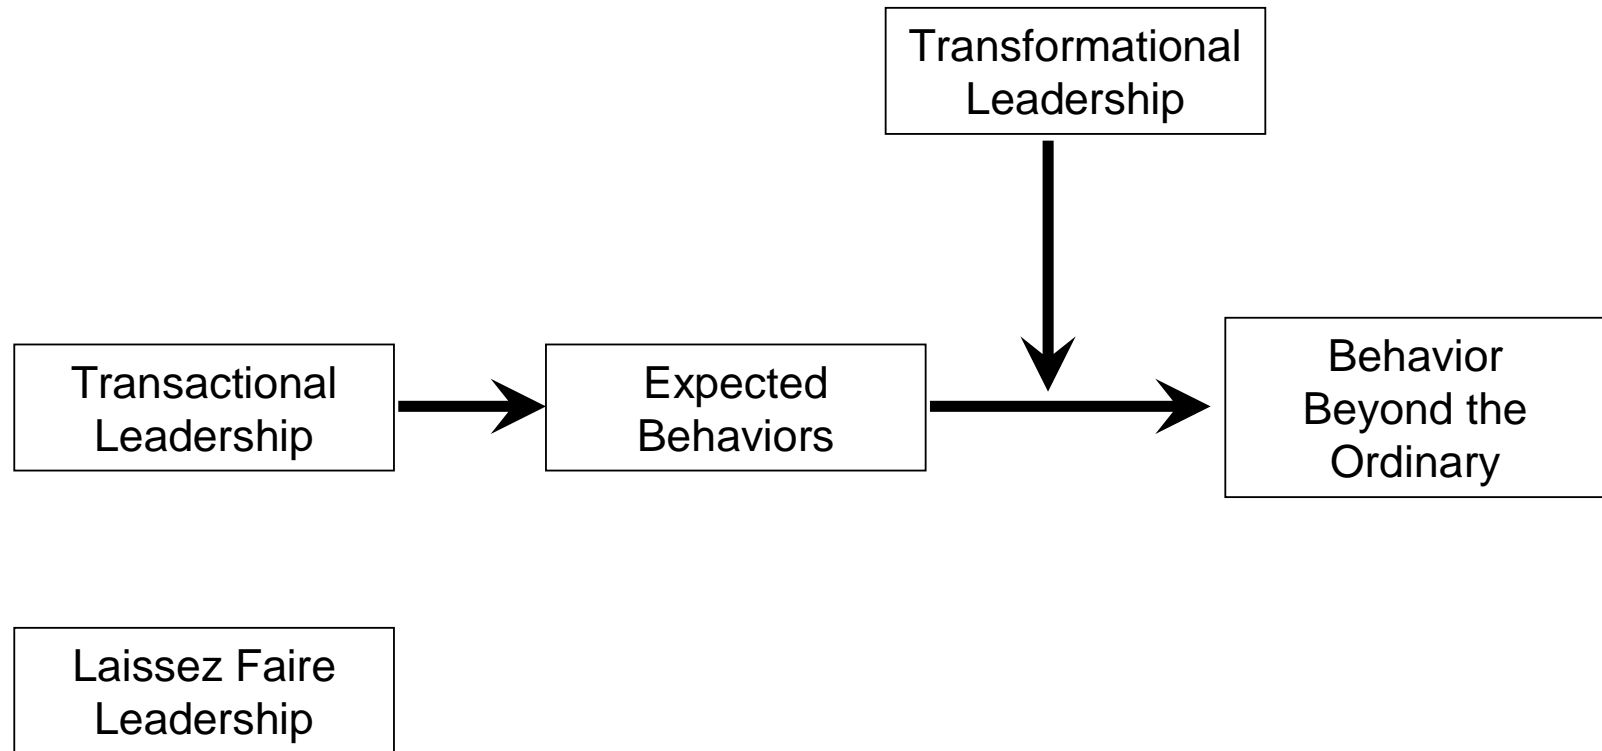 Transformational
Leadership
Transactional
Leadership
Expected
Behaviors
Behavior
Beyond the
Ordinary
Laissez Faire
Leadership